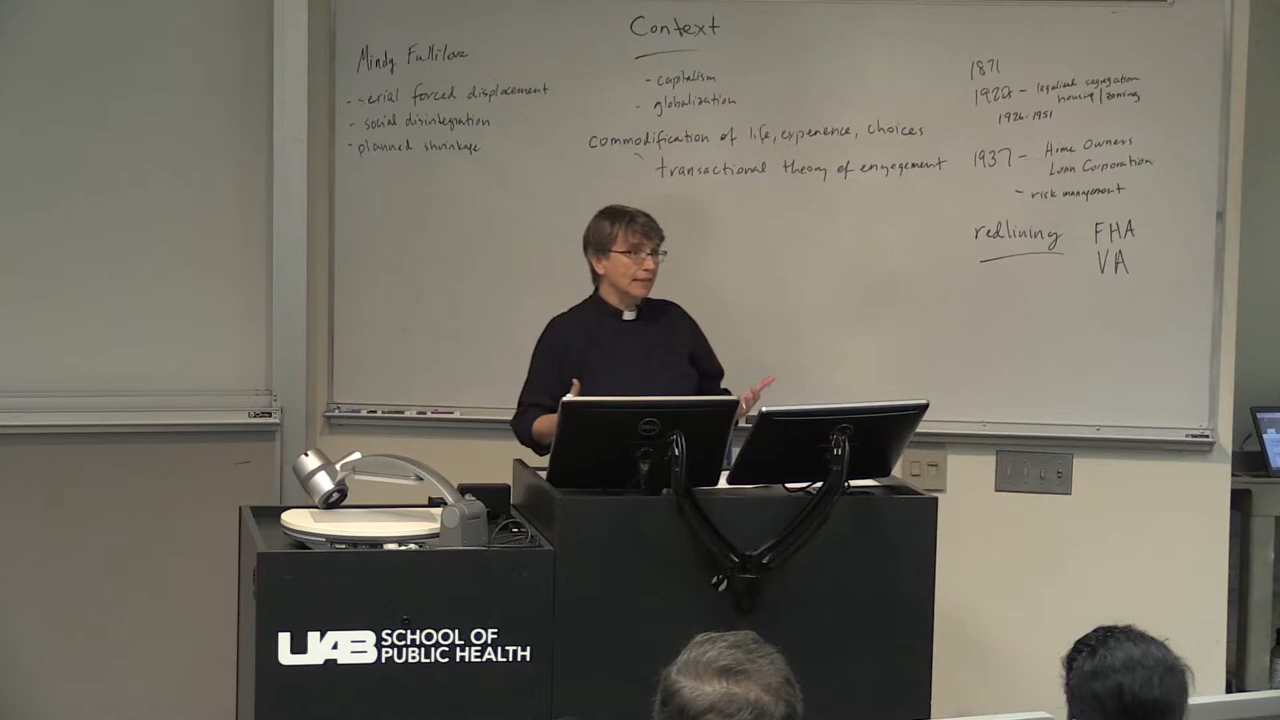 Mindy Fullilove
- serial forced displacement
- social disintegration
- planned shrinkage
Context
- capitalism
- globalization
commodification of life, experience, choices
transactional theory of engagement
1871
1920s - legalized segregation
housing/zoning
1926-1951
1937 - Home Owners
Loan Corporation
- risk management
redlining FHA
VA
DELL
UAB SCHOOL OF
PUBLIC HEALTH